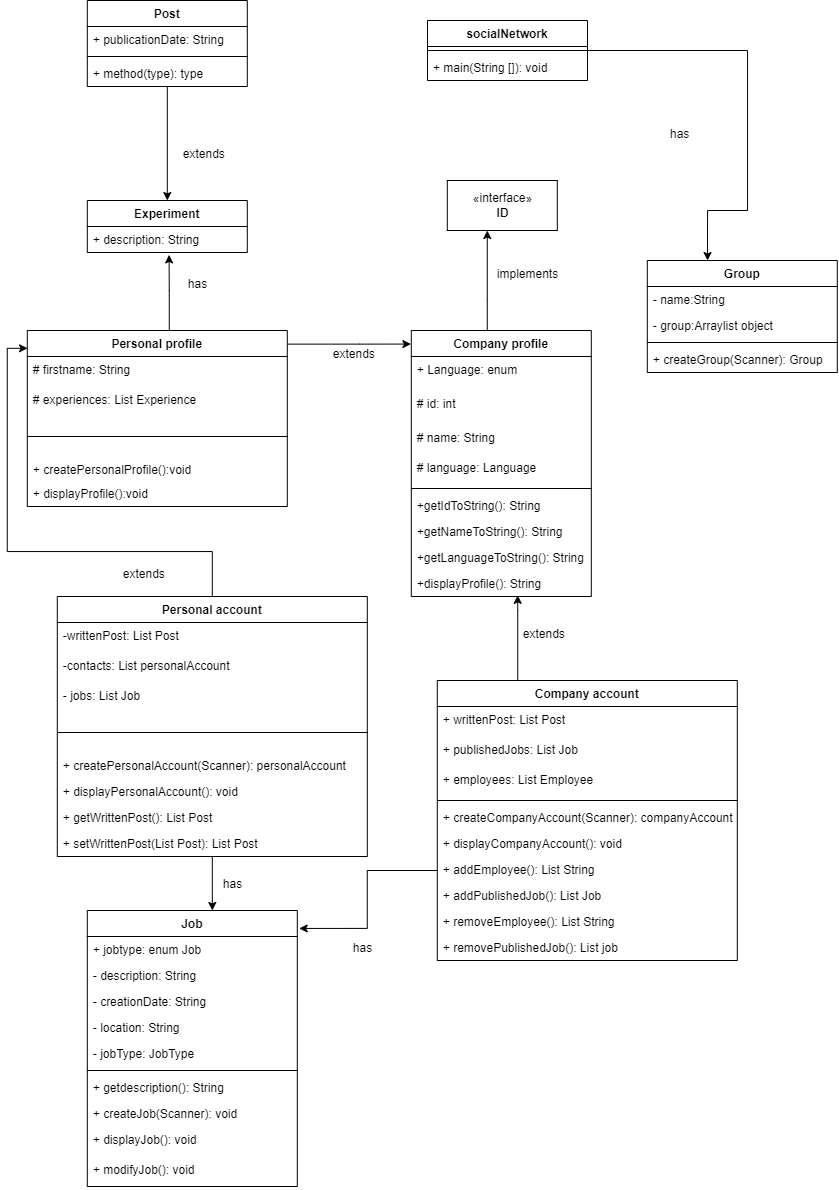 Post
+ publicationDate: String
+ method(type): type
extends
socialNetwork
+ main(String []): void
has
Experiment
+ description: String
has
«interface»
ID
implements
Group
- name:String
- group:Arraylist object
+ createGroup(Scanner): Group
Personal profile
# firstname: String
# experiences: List Experience
+ createPersonalProfile():void
+ displayProfile():void
extends
Company profile
+ Language: enum
# id: int
# name: String
# language: Language
+getIdToString(): String
+getNameToString(): String
+getLanguageToString(): String
+displayProfile(): String
extends
extends
Personal account
-writtenPost: List Post
-contacts: List personalAccount
- jobs: List Job
+ createPersonalAccount(Scanner): personalAccount
+ displayPersonalAccount(): void
+ getWrittenPost(): List Post
+ setWrittenPost(List Post): List Post
has
Company account
+ writtenPost: List Post
+ publishedJobs: List Job
+ employees: List Employee
+ createCompanyAccount(Scanner): companyAccount
+ displayCompanyAccount(): void
+ addEmployee(): List String
+ addPublishedJob(): List Job
+ removeEmployee(): List String
+ removePublishedJob(): List job
has
Job
+ jobtype: enum Job
- description: String
- creationDate: String
- location: String
- jobType: JobType
+ getdescription(): String
+ createJob(Scanner): void
+ displayJob(): void
+ modifyJob(): void